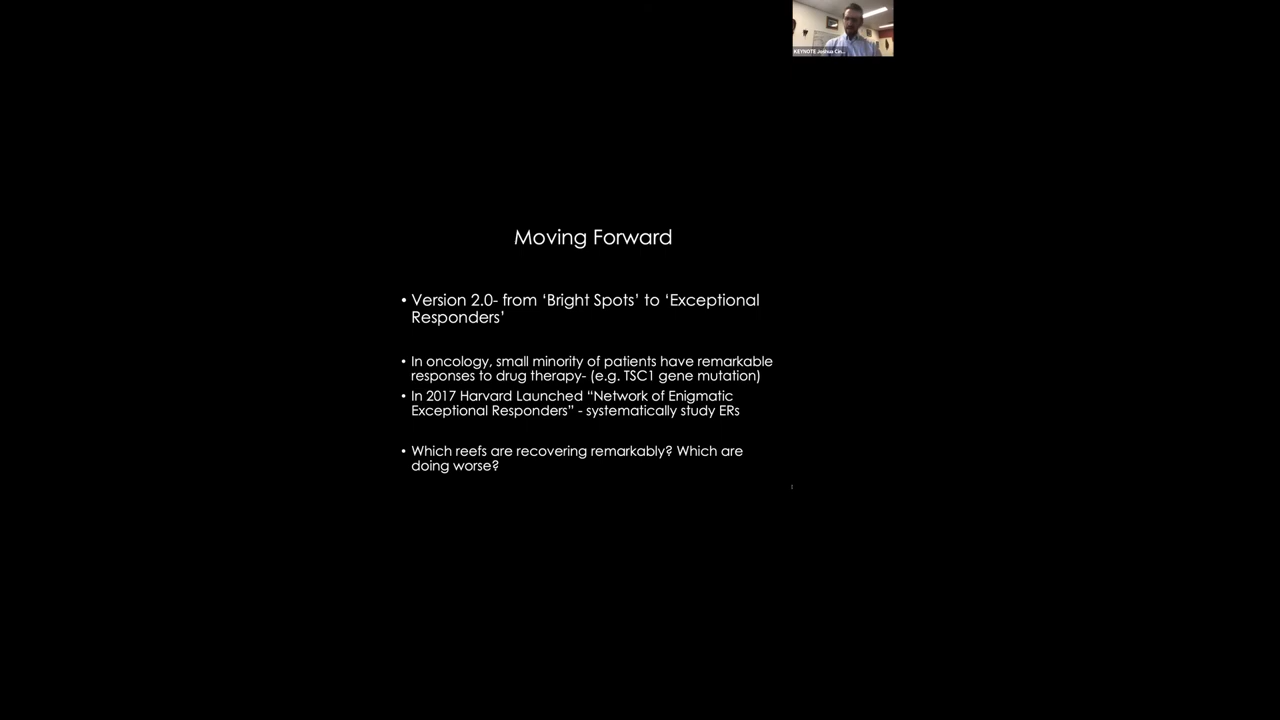 KEYNOTE Joshua Cin...
Moving Forward
• Version 2.0- from ‘Bright Spots’ to ‘Exceptional
Responders’
• In oncology, small minority of patients have remarkable
responses to drug therapy- (e.g. TSC1 gene mutation)
• In 2017 Harvard Launched “Network of Enigmatic
Exceptional Responders” - systematically study ERs
• Which reefs are recovering remarkably? Which are
doing worse?